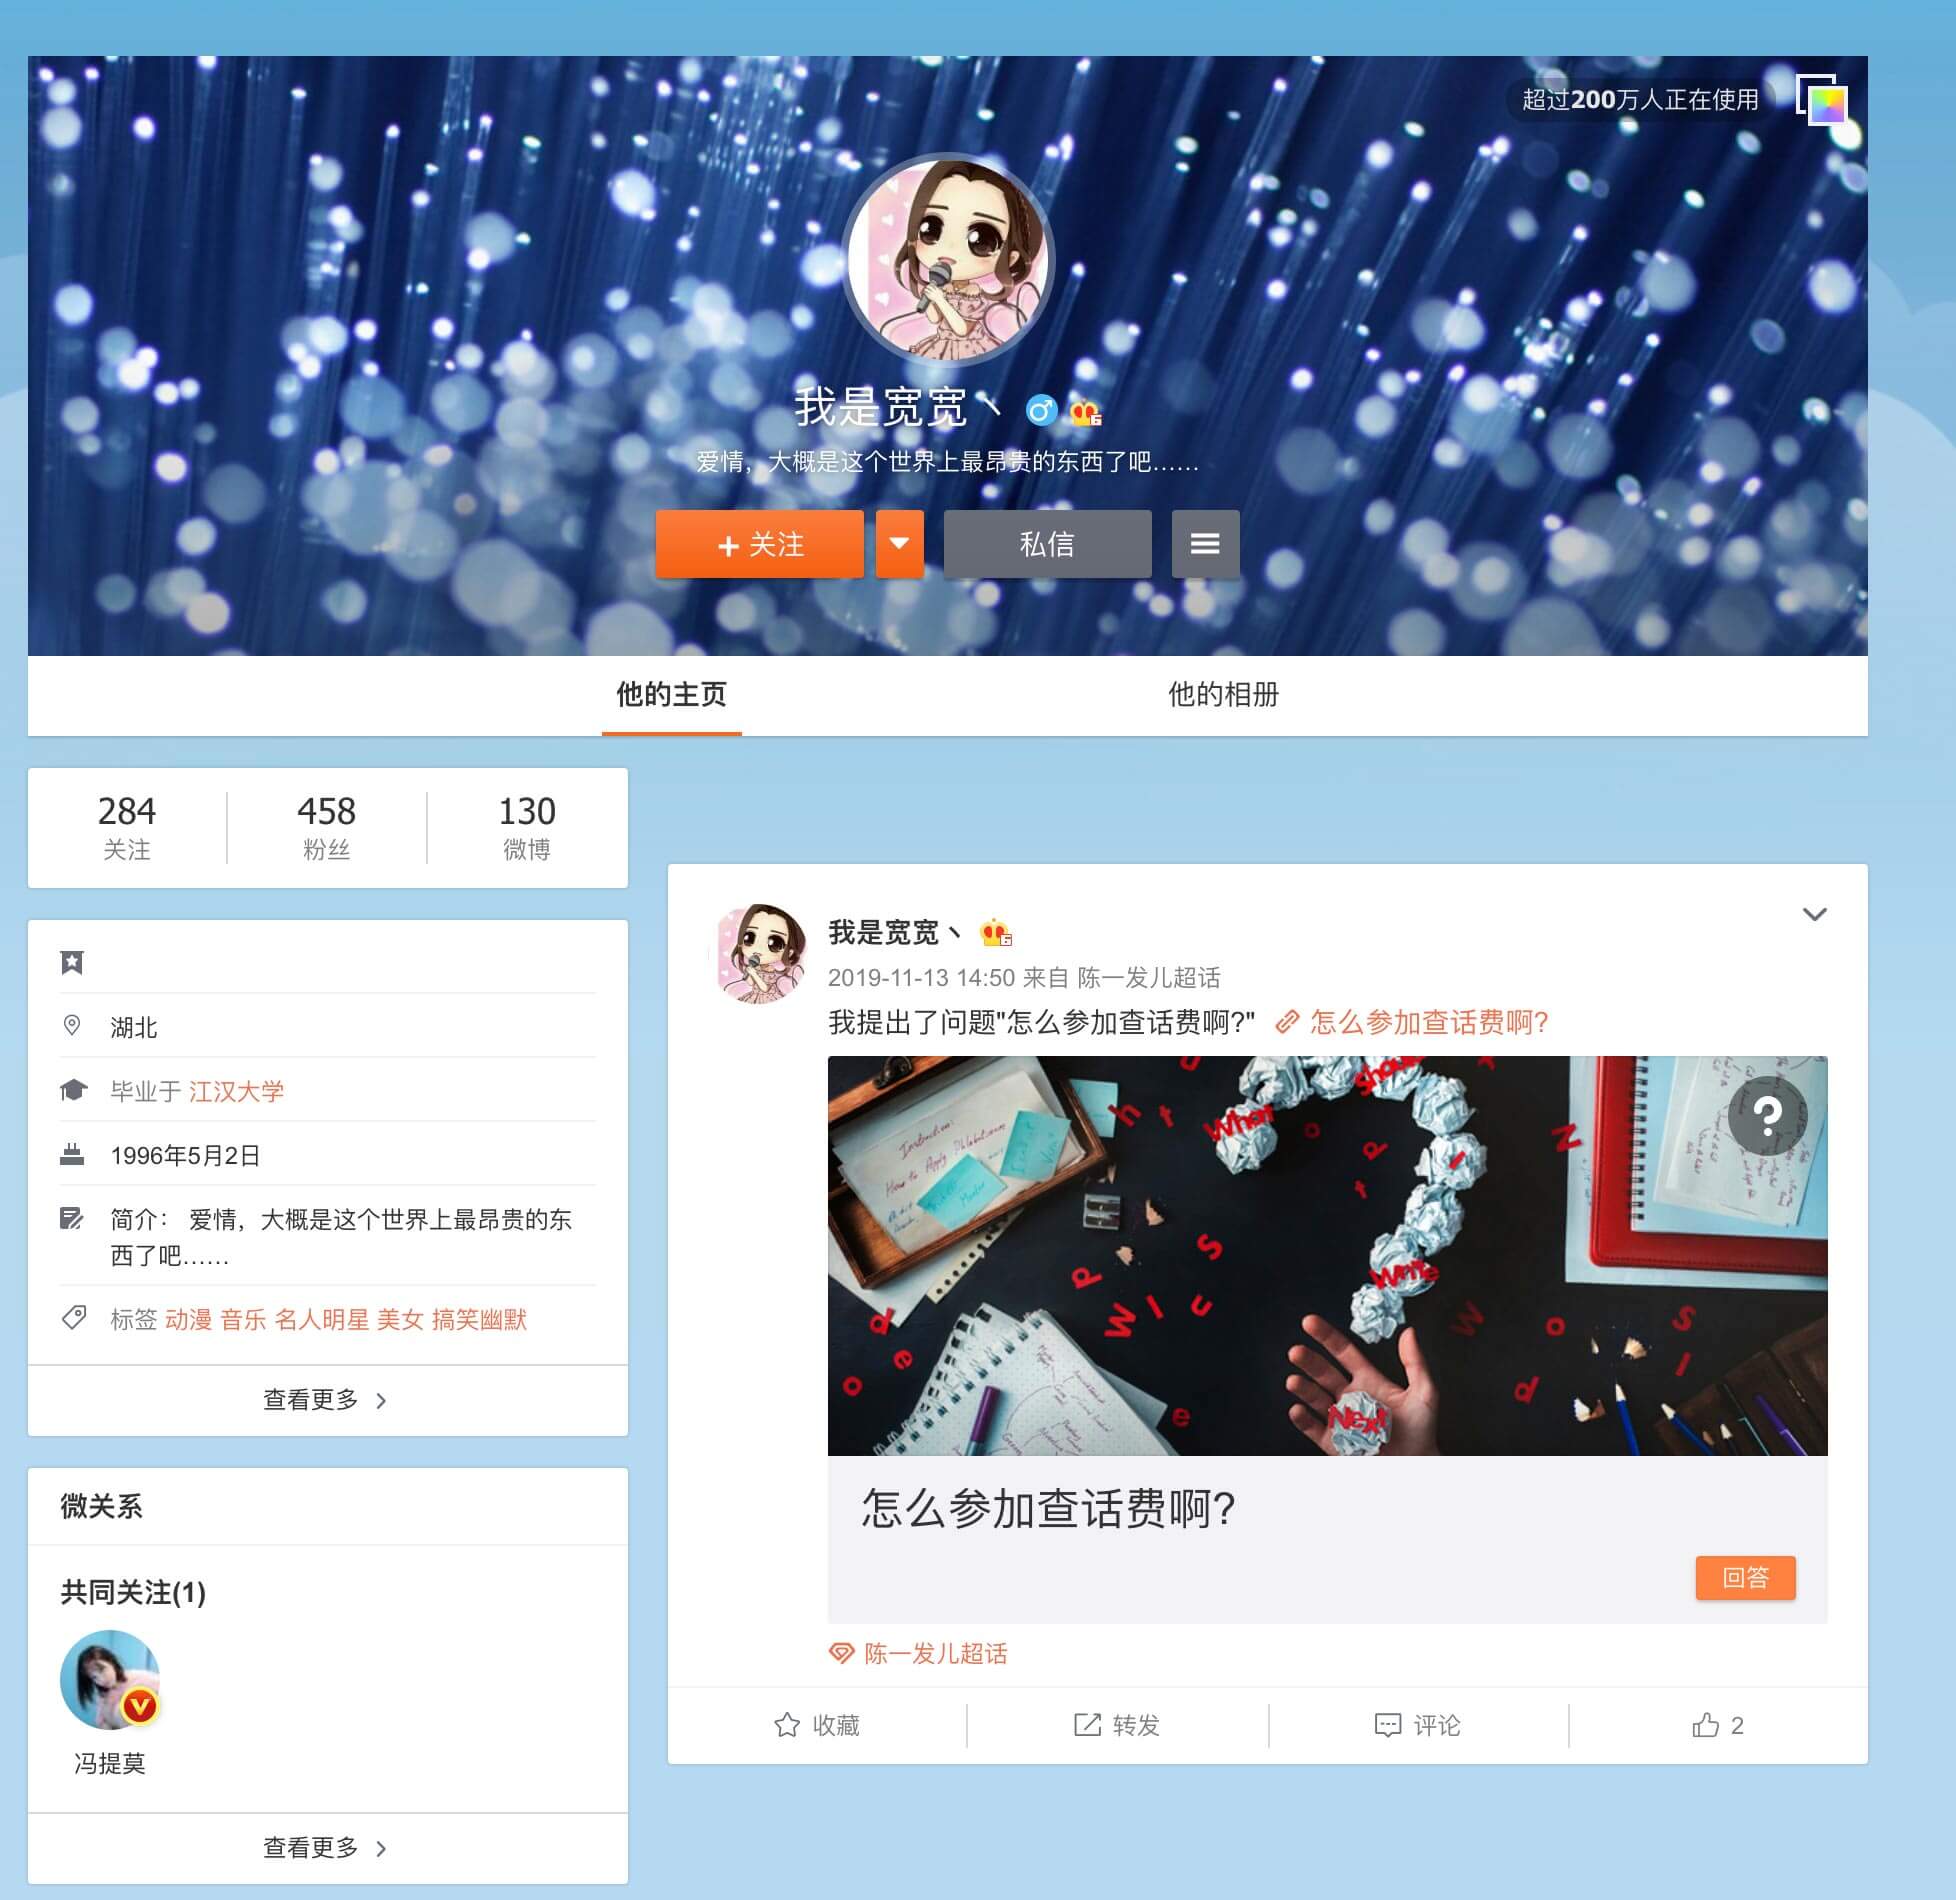 超过200万人正在使用
我是宽宽丶
爱情，大概是这个世界上最昂贵的东西了吧……
+ 关注
私信
他的主页
他的相册
284
458
130
关注
粉丝
微博
湖北
毕业于 江汉大学
1996年5月2日
简介： 爱情，大概是这个世界上最昂贵的东
西了吧……
标签 动漫 音乐 名人明星 美女 搞笑幽默
查看更多
微关系
共同关注(1)
冯提莫
查看更多
我是宽宽丶
2019-11-13 14:50 来自 陈一发儿超话
我提出了问题"怎么参加查话费啊?" 怎么参加查话费啊?
What
Should
I
Write
Next
怎么参加查话费啊?
回答
陈一发儿超话
收藏
转发
评论
2